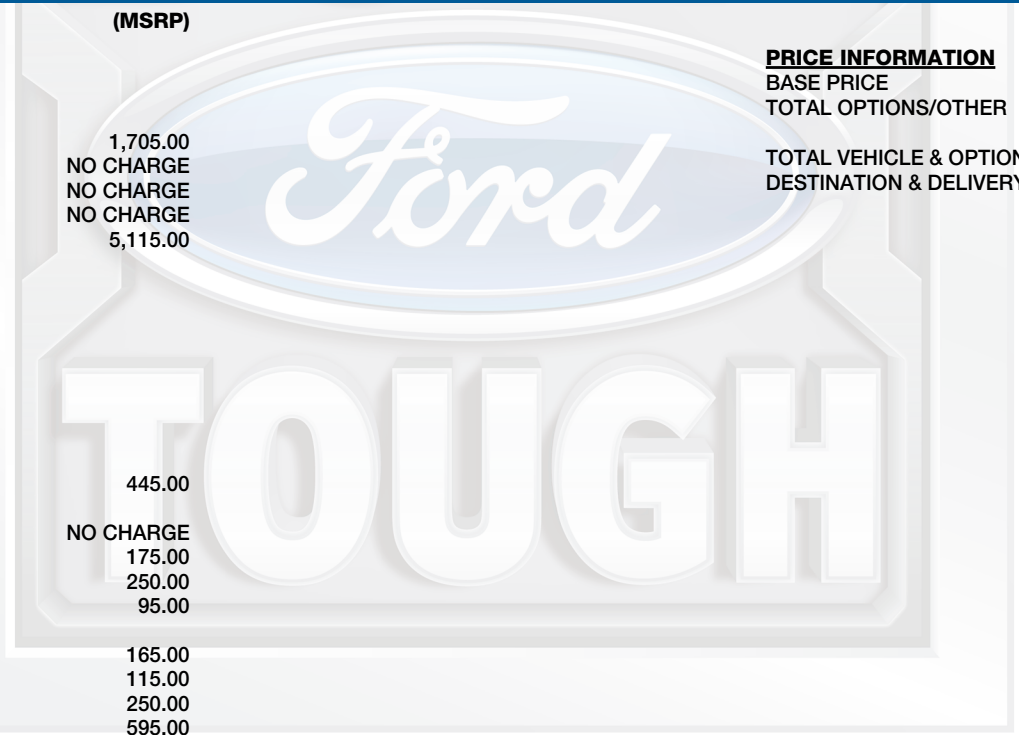 (MSRP)
1,705.00
NO CHARGE
NO CHARGE
NO CHARGE
5,115.00
445.00
NO CHARGE
175.00
250.00
95.00
165.00
115.00
250.00
595.00
PRICE INFORMATION
BASE PRICE
TOTAL OPTIONS/OTHER
TOTAL VEHICLE & OPTION
DESTINATION & DELIVERY
Ford
TOUGH